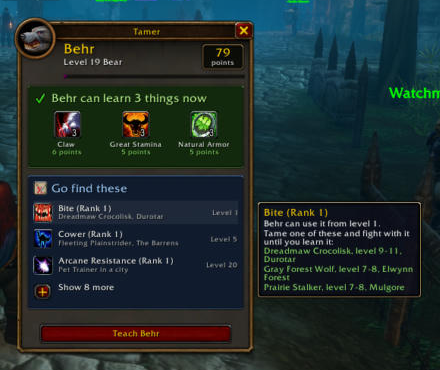 Tamer
Behr
Level 19 Bear
79
points
Behr can learn 3 things now
3
3
3
Claw
Great Stamina
Natural Armor
6 points
5 points
5 points
Go find these
Bite (Rank 1)
Dreadmaw Crocolisk, Durotar
Level 1
Cower (Rank 1)
Fleeting Plainstrider, The Barrens
Level 5
Arcane Resistance (Rank 1)
Pet Trainer in a city
Level 20
Show 8 more
Teach Behr
Watchm
Bite (Rank 1)
Behr can use it from level 1.
Tame one of these and fight with it
until you learn it:
Dreadmaw Crocolisk, level 9-11,
Durotar
Gray Forest Wolf, level 7-8, Elwynn
Forest
Prairie Stalker, level 7-8, Mulgore